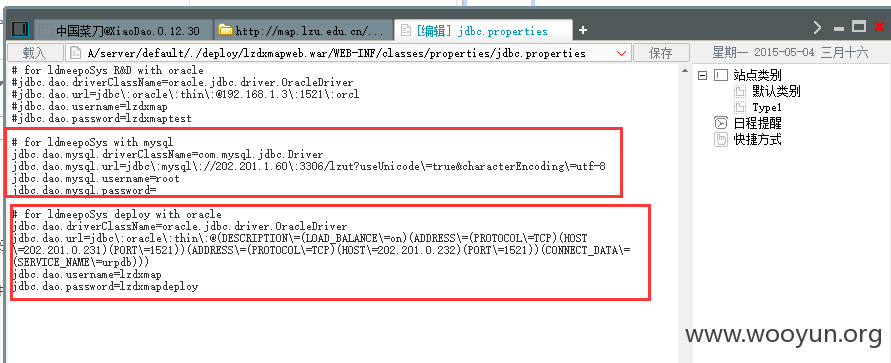 中国菜刀@XiaoDao.0.12.30
http://map.lzu.edu.cn/...
[编辑] jdbc.properties
+
载入
A/server/default/./deploy/lzdxmapweb.war/WEB-INF/classes/properties/jdbc.properties
保存
星期一 2015-05-04 三月十六
# for ldmeepoSys R&D with oracle
#jdbc.dao.driverClassName=oracle.jdbc.driver.OracleDriver
#jdbc.dao.url=jdbc\:oracle\:thin\:@192.168.1.3\:1521\:orcl
#jdbc.dao.username=lzdxmap
#jdbc.dao.password=lzdxmaptest
# for ldmeepoSys with mysql
jdbc.dao.mysql.driverClassName=com.mysql.jdbc.Driver
jdbc.dao.mysql.url=jdbc\:mysql\://202.201.1.60\:3306/lzut?useUnicode\=true&characterEncoding\=utf-8
jdbc.dao.mysql.username=root
jdbc.dao.mysql.password=
# for ldmeepoSys deploy with oracle
jdbc.dao.driverClassName=oracle.jdbc.driver.OracleDriver
jdbc.dao.url=jdbc\:oracle\:thin\:@(DESCRIPTION\=(LOAD_BALANCE\=on)(ADDRESS\=(PROTOCOL\=TCP)(HOST
\=202.201.0.231)(PORT\=1521))(ADDRESS\=(PROTOCOL\=TCP)(HOST\=202.201.0.232)(PORT\=1521))(CONNECT_DATA\=
(SERVICE_NAME\=urpdb)))
jdbc.dao.username=lzdxmap
jdbc.dao.password=lzdxmapdeploy
站点类别
默认类别
Type1
日程提醒
快捷方式
www.wooyun.org